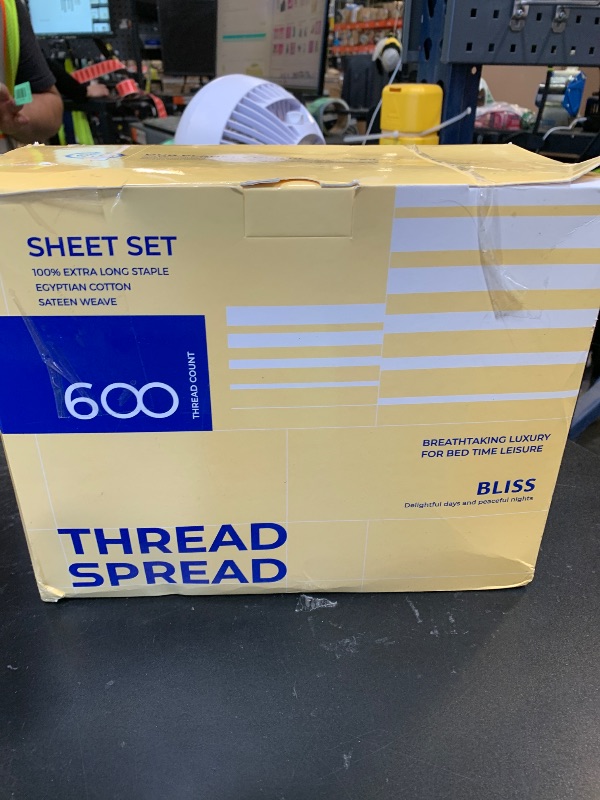 SHEET SET
100% EXTRA LONG STAPLE
EGYPTIAN COTTON
SATEEN WEAVE
600
THREAD COUNT
BREATHTAKING LUXURY
FOR BED TIME LEISURE
BLISS
Delightful days and peaceful nights
THREAD
SPREAD